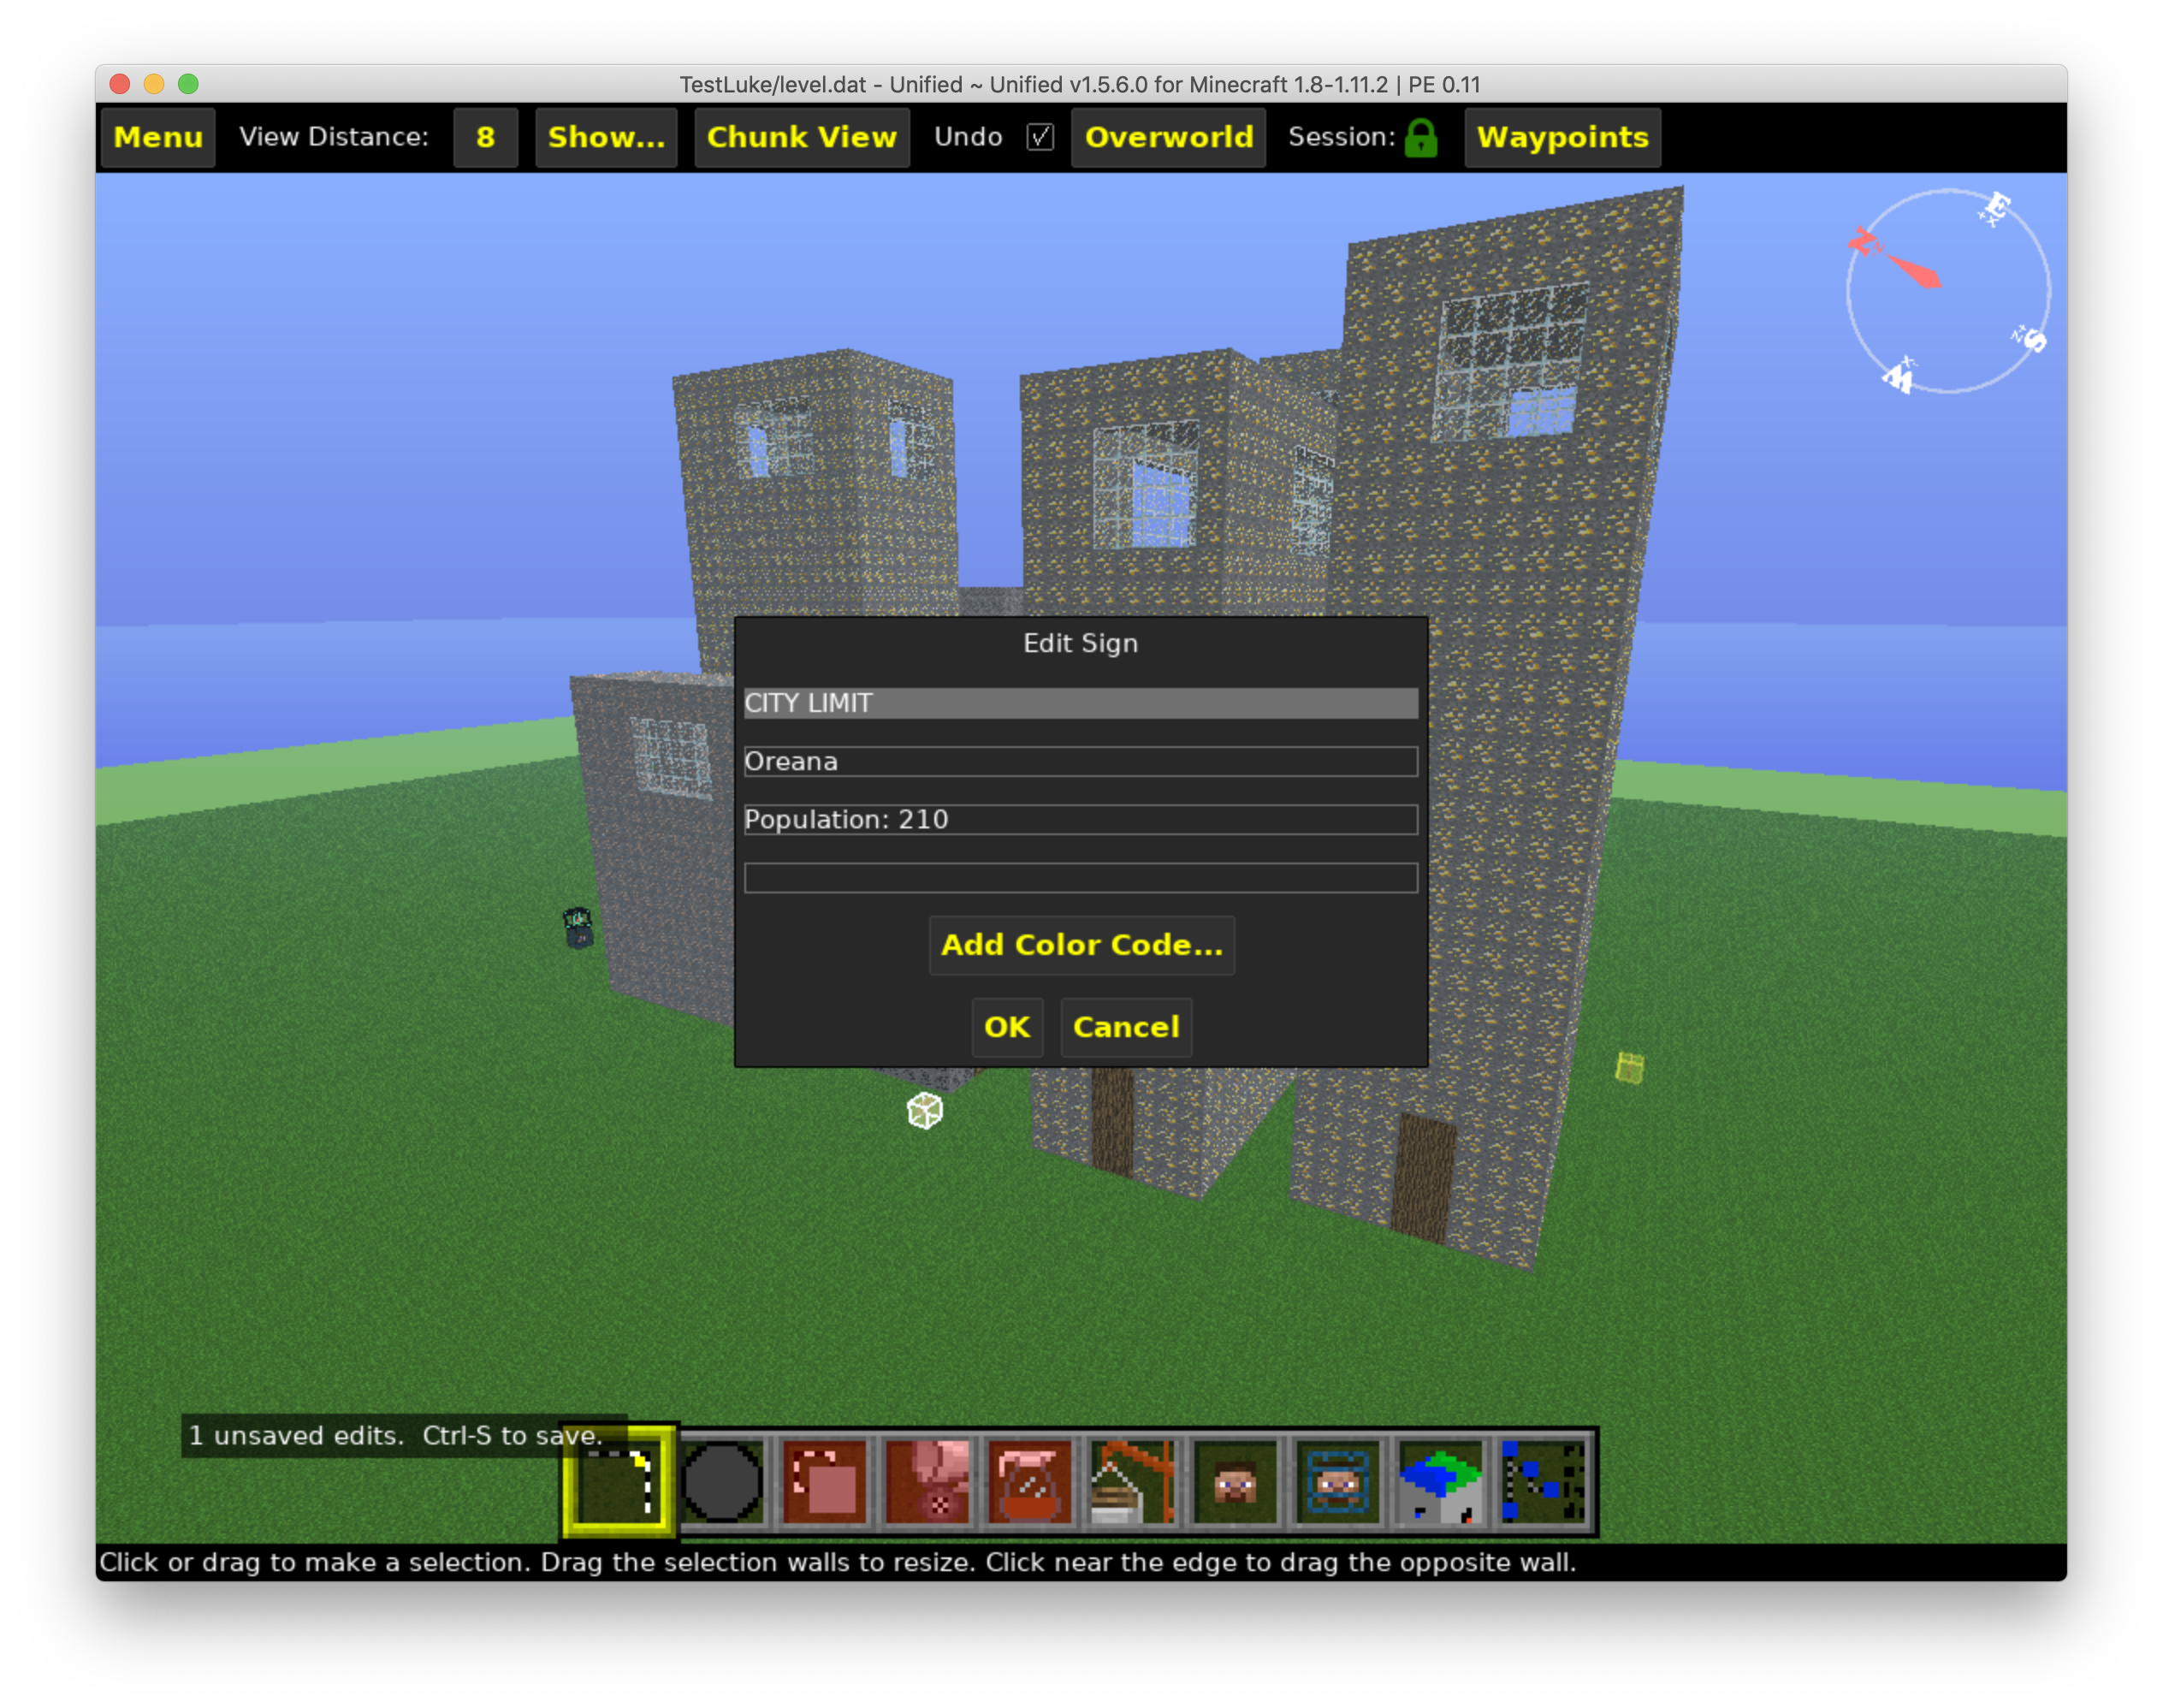 TestLuke/level.dat - Unified ~ Unified v1.5.6.0 for Minecraft 1.8-1.11.2 | PE 0.11
Menu View Distance: 8 Show... Chunk View Undo Overworld Session: Waypoints
N
E
+X
S
+Z
W
-X
Edit Sign
CITY LIMIT
Oreana
Population: 210
Add Color Code...
OK Cancel
1 unsaved edits. Ctrl-S to save.
Click or drag to make a selection. Drag the selection walls to resize. Click near the edge to drag the opposite wall.